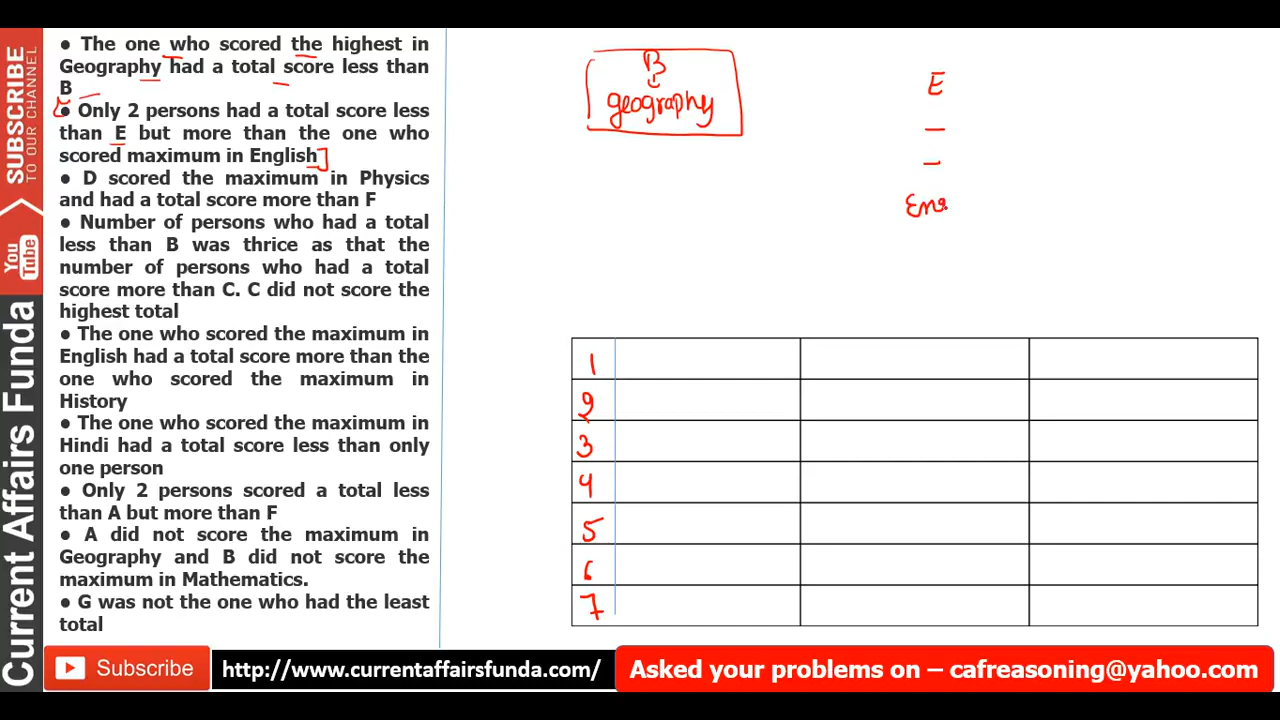 SUBSCRIBE
TO OUR CHANNEL
You
Tube
Current Affairs Funda
● The one who scored the highest in
Geography had a total score less than
B
● Only 2 persons had a total score less
than E but more than the one who
scored maximum in English
● D scored the maximum in Physics
and had a total score more than F
● Number of persons who had a total
less than B was thrice as that the
number of persons who had a total
score more than C. C did not score the
highest total
● The one who scored the maximum in
English had a total score more than the
one who scored the maximum in
History
● The one who scored the maximum in
Hindi had a total score less than only
one person
● Only 2 persons scored a total less
than A but more than F
● A did not score the maximum in
Geography and B did not score the
maximum in Mathematics.
● G was not the one who had the least
total
B
geography
E
Eng
1
2
3
4
5
6
7
Subscribe
http://www.currentaffairsfunda.com/
Asked your problems on – cafreasoning@yahoo.com